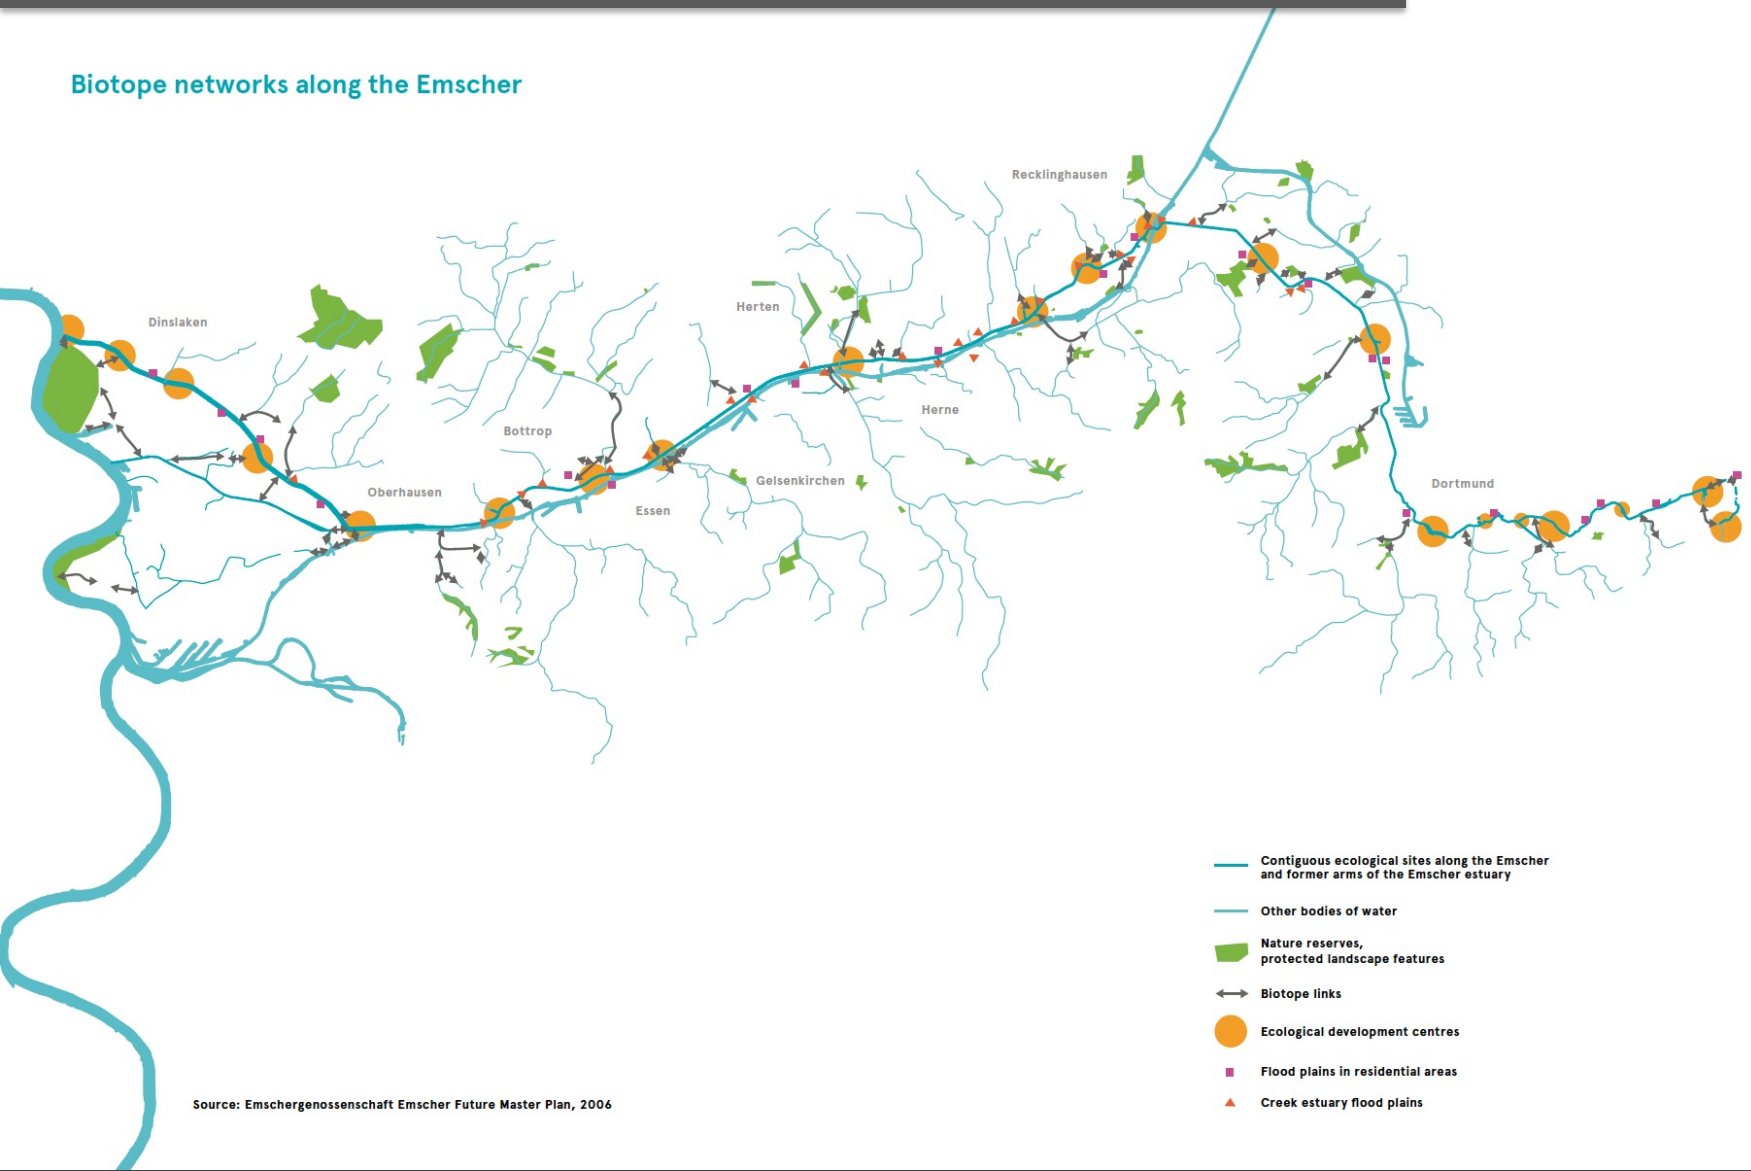 Biotope networks along the Emscher
Recklinghausen
Herten
Dinslaken
Herne
Bottrop
Gelsenkirchen
Dortmund
Oberhausen
Essen
Contiguous ecological sites along the Emscher
and former arms of the Emscher estuary
Other bodies of water
Nature reserves,
protected landscape features
Biotope links
Ecological development centres
Flood plains in residential areas
Creek estuary flood plains
Source: Emschergenossenschaft Emscher Future Master Plan, 2006